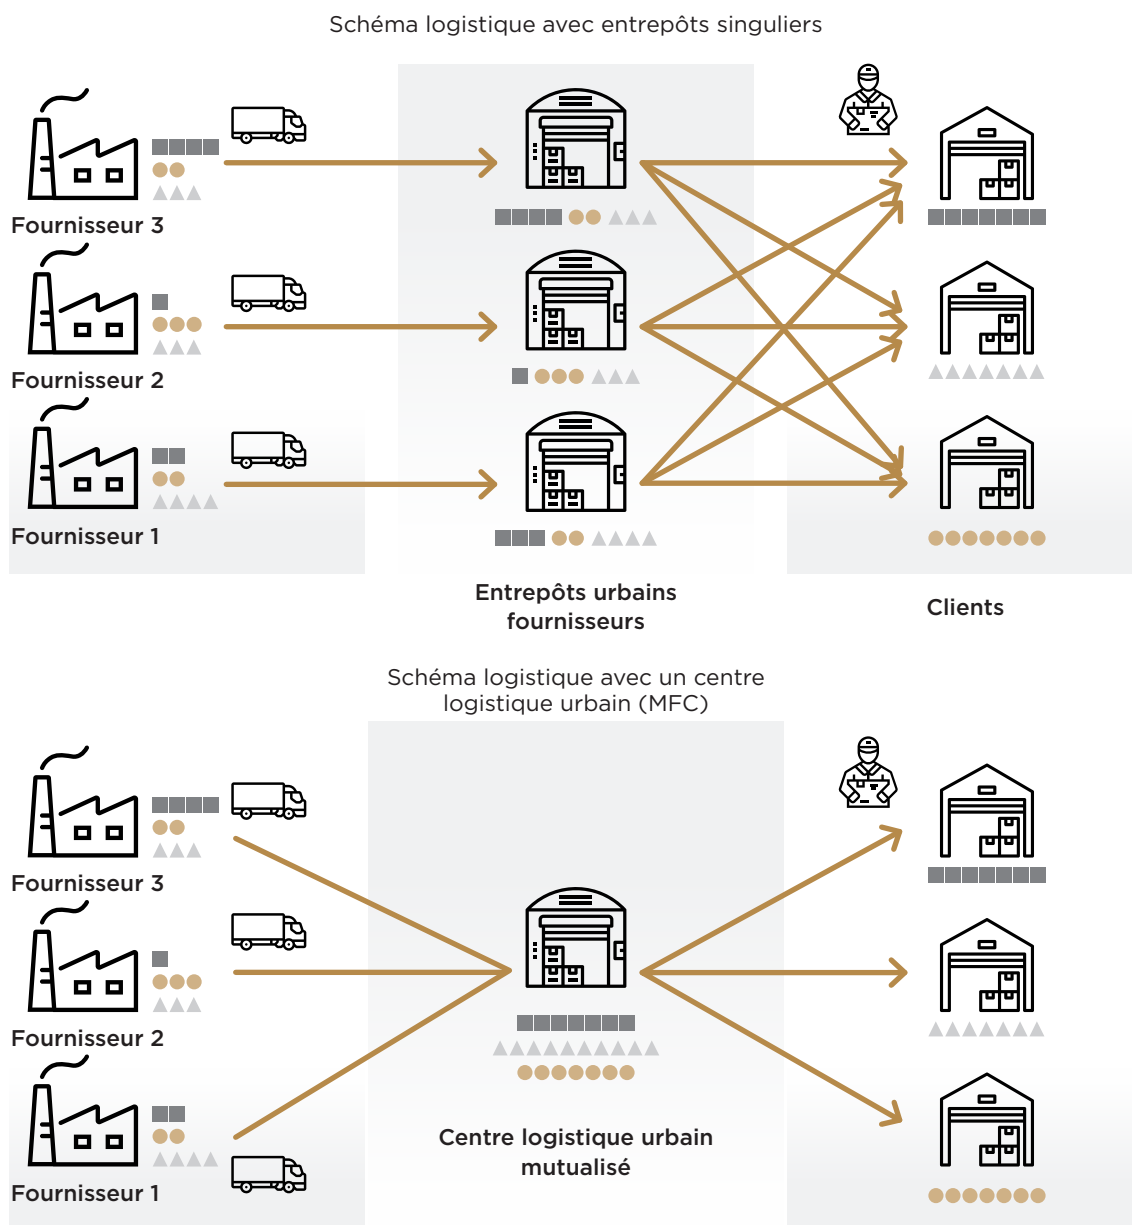 Schéma logistique avec entrepôts singuliers
Fournisseur 3
Fournisseur 2
Fournisseur 1
Entrepôts urbains
fournisseurs
Clients
Schéma logistique avec un centre
logistique urbain (MFC)
Fournisseur 3
Fournisseur 2
Fournisseur 1
Centre logistique urbain
mutualisé